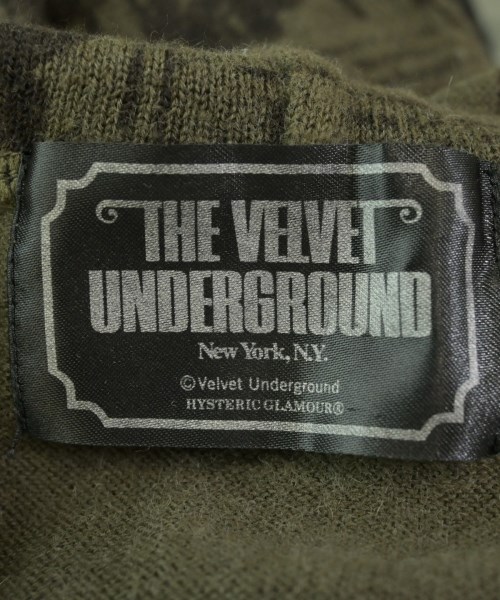 THE VELVET
UNDERGROUND
New York, N.Y.
©Velvet Underground
HYSTERIC GLAMOUR®